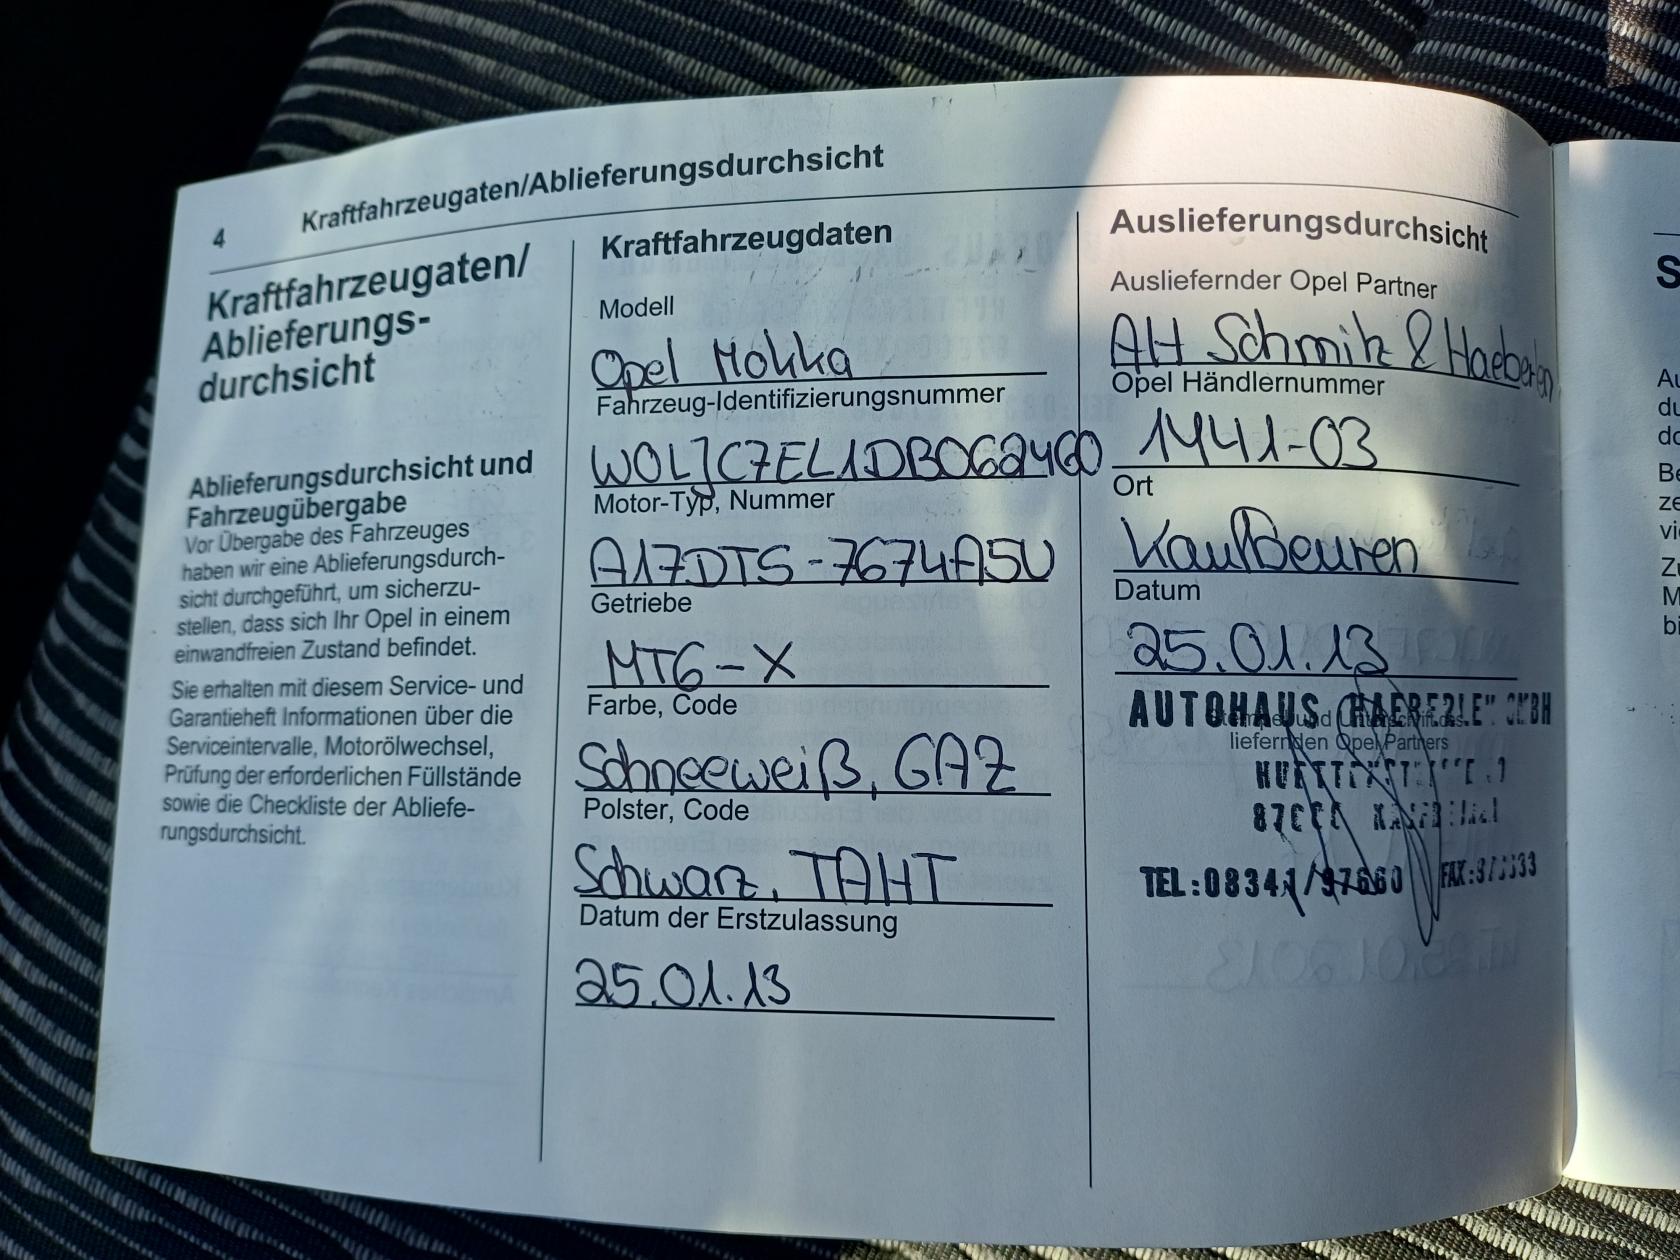 4
Kraftfahrzeugaten/Ablieferungsdurchsicht
Kraftfahrzeugaten/
Ablieferungs-
durchsicht
Ablieferungsdurchsicht und
Fahrzeugübergabe
Vor Übergabe des Fahrzeuges
haben wir eine Ablieferungsdurch-
sicht durchgeführt, um sicherzu-
stellen, dass sich Ihr Opel in einem
einwandfreien Zustand befindet.
Sie erhalten mit diesem Service- und
Garantieheft Informationen über die
Serviceintervalle, Motorölwechsel,
Prüfung der erforderlichen Füllstände
sowie die Checkliste der Abliefe-
rungsdurchsicht.
Kraftfahrzeugdaten
Modell
Opel Mokka
Fahrzeug-Identifizierungsnummer
W0LJC7EL1DB062460
Motor-Typ, Nummer
A17DTS-7674A5U
Getriebe
MT6-X
Farbe, Code
Schneeweiß, GAZ
Polster, Code
Schwarz, TAHT
Datum der Erstzulassung
25.01.13
Auslieferungsdurchsicht
Ausliefernder Opel Partner
AH Schmitz & Haeberlen
Opel Händlernummer
1441-03
Ort
Kaufbeuren
Datum
25.01.13
AUTOHAUS GMBH
liefernden Opel Partners
TEL:08341/97660